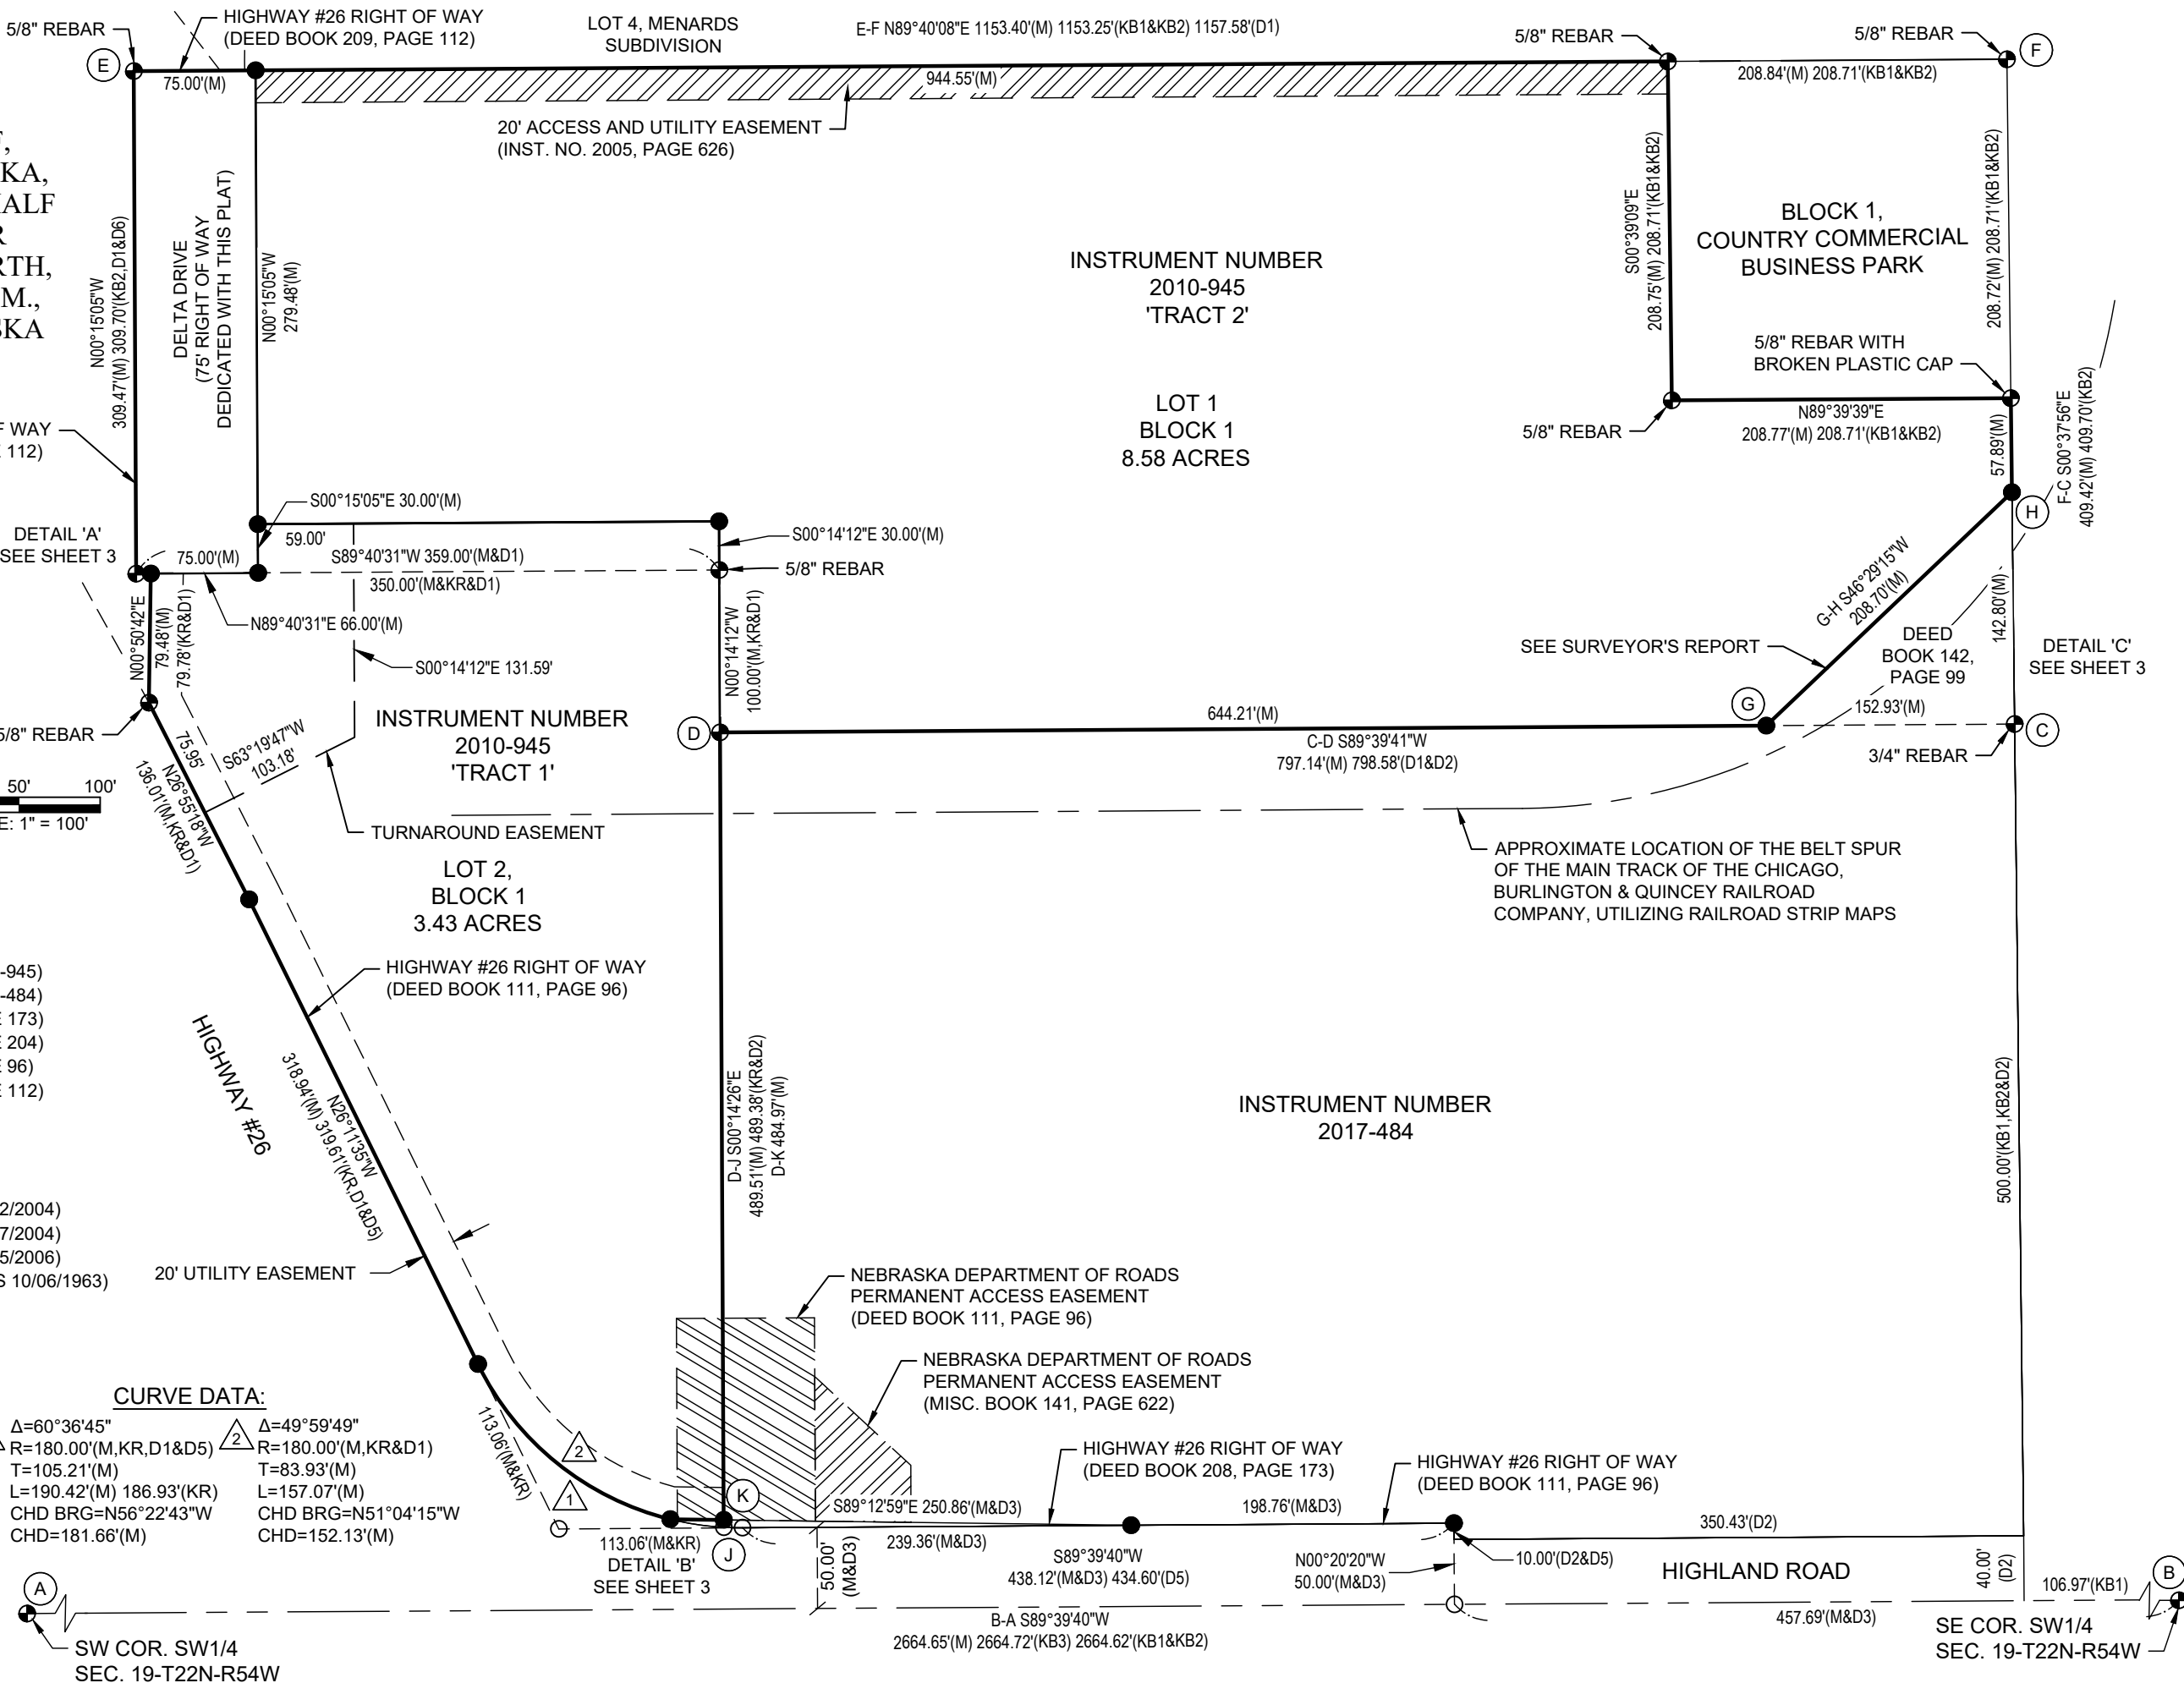 HIGHWAY #26 RIGHT OF WAY
(DEED BOOK 209, PAGE 112)
5/8" REBAR
E
75.00'(M)
LOT 4, MENARDS
SUBDIVISION
E-F N89°40'08"E 1153.40'(M) 1153.25'(KB1&KB2) 1157.58'(D1)
5/8" REBAR
5/8" REBAR
F
944.55'(M)
208.84'(M) 208.71'(KB1&KB2)
20' ACCESS AND UTILITY EASEMENT
(INST. NO. 2005, PAGE 626)
KA,
HALF
R
RTH,
M.,
SKA
N00°15'05"W
309.47'(M) 309.70'(KB2,D1&D6)
DELTA DRIVE
(75' RIGHT OF WAY
DEDICATED WITH THIS PLAT)
N00°15'05"W
279.48'(M)
INSTRUMENT NUMBER
2010-945
'TRACT 2'
LOT 1
BLOCK 1
8.58 ACRES
S00°39'09"E
208.75'(M) 208.71'(KB1&KB2)
BLOCK 1,
COUNTRY COMMERCIAL
BUSINESS PARK
208.72'(M) 208.71'(KB1&KB2)
5/8" REBAR WITH
BROKEN PLASTIC CAP
N89°39'39"E
208.77'(M) 208.71'(KB1&KB2)
5/8" REBAR
57.89'(M)
F-C S00°37'56"E
409.42'(M) 409.70'(KB2)
H
F WAY
E 112)
DETAIL 'A'
SEE SHEET 3
S00°15'05"E 30.00'(M)
59.00'
75.00'(M)
S89°40'31"W 359.00'(M&D1)
350.00'(M&KR&D1)
S00°14'12"E 30.00'(M)
5/8" REBAR
N89°40'31"E 66.00'(M)
N00°50'42"E
79.48'(M)
79.78'(KR&D1)
S00°14'12"E 131.59'
N00°14'12"W
100.00'(M,KR&D1)
G-H S46°29'15"W
208.70'(M)
SEE SURVEYOR'S REPORT
DEED
BOOK 142,
PAGE 99
142.80'(M)
DETAIL 'C'
SEE SHEET 3
5/8" REBAR
75.95'
S63°19'47"W
103.18'
N26°55'18"W
136.01'(M,KR&D1)
INSTRUMENT NUMBER
2010-945
'TRACT 1'
D
644.21'(M)
G
152.93'(M)
C
C-D S89°39'41"W
797.14'(M) 798.58'(D1&D2)
3/4" REBAR
50' 100'
E: 1" = 100'
TURNAROUND EASEMENT
LOT 2,
BLOCK 1
3.43 ACRES
APPROXIMATE LOCATION OF THE BELT SPUR
OF THE MAIN TRACK OF THE CHICAGO,
BURLINGTON & QUINCEY RAILROAD
COMPANY, UTILIZING RAILROAD STRIP MAPS
HIGHWAY #26 RIGHT OF WAY
(DEED BOOK 111, PAGE 96)
-945)
-484)
E 173)
E 204)
E 96)
E 112)
HIGHWAY #26
N26°11'35"W
318.94'(M) 319.61'(KR,D1&D5)
D-J S00°14'26"E
489.51'(M) 489.38'(KR&D2)
D-K 484.97'(M)
INSTRUMENT NUMBER
2017-484
500.00'(KB1,KB2&D2)
2/2004)
7/2004)
5/2006)
S 10/06/1963)
20' UTILITY EASEMENT
NEBRASKA DEPARTMENT OF ROADS
PERMANENT ACCESS EASEMENT
(DEED BOOK 111, PAGE 96)
NEBRASKA DEPARTMENT OF ROADS
PERMANENT ACCESS EASEMENT
(MISC. BOOK 141, PAGE 622)
CURVE DATA:
Δ=60°36'45"
R=180.00'(M,KR,D1&D5)
T=105.21'(M)
L=190.42'(M) 186.93'(KR)
CHD BRG=N56°22'43"W
CHD=181.66'(M)
2
Δ=49°59'49"
R=180.00'(M,KR&D1)
T=83.93'(M)
L=157.07'(M)
CHD BRG=N51°04'15"W
CHD=152.13'(M)
113.06'(M&KR)
2
1
K
HIGHWAY #26 RIGHT OF WAY
(DEED BOOK 208, PAGE 173)
HIGHWAY #26 RIGHT OF WAY
(DEED BOOK 111, PAGE 96)
S89°12'59"E 250.86'(M&D3)
198.76'(M&D3)
350.43'(D2)
113.06'(M&KR)
J
239.36'(M&D3)
DETAIL 'B'
SEE SHEET 3
50.00'
(M&D3)
S89°39'40"W
438.12'(M&D3) 434.60'(D5)
N00°20'20"W
50.00'(M&D3)
10.00'(D2&D5)
HIGHLAND ROAD
40.00'
(D2)
106.97'(KB1)
B
A
B-A S89°39'40"W
2664.65'(M) 2664.72'(KB3) 2664.62'(KB1&KB2)
457.69'(M&D3)
SW COR. SW1/4
SEC. 19-T22N-R54W
SE COR. SW1/4
SEC. 19-T22N-R54W